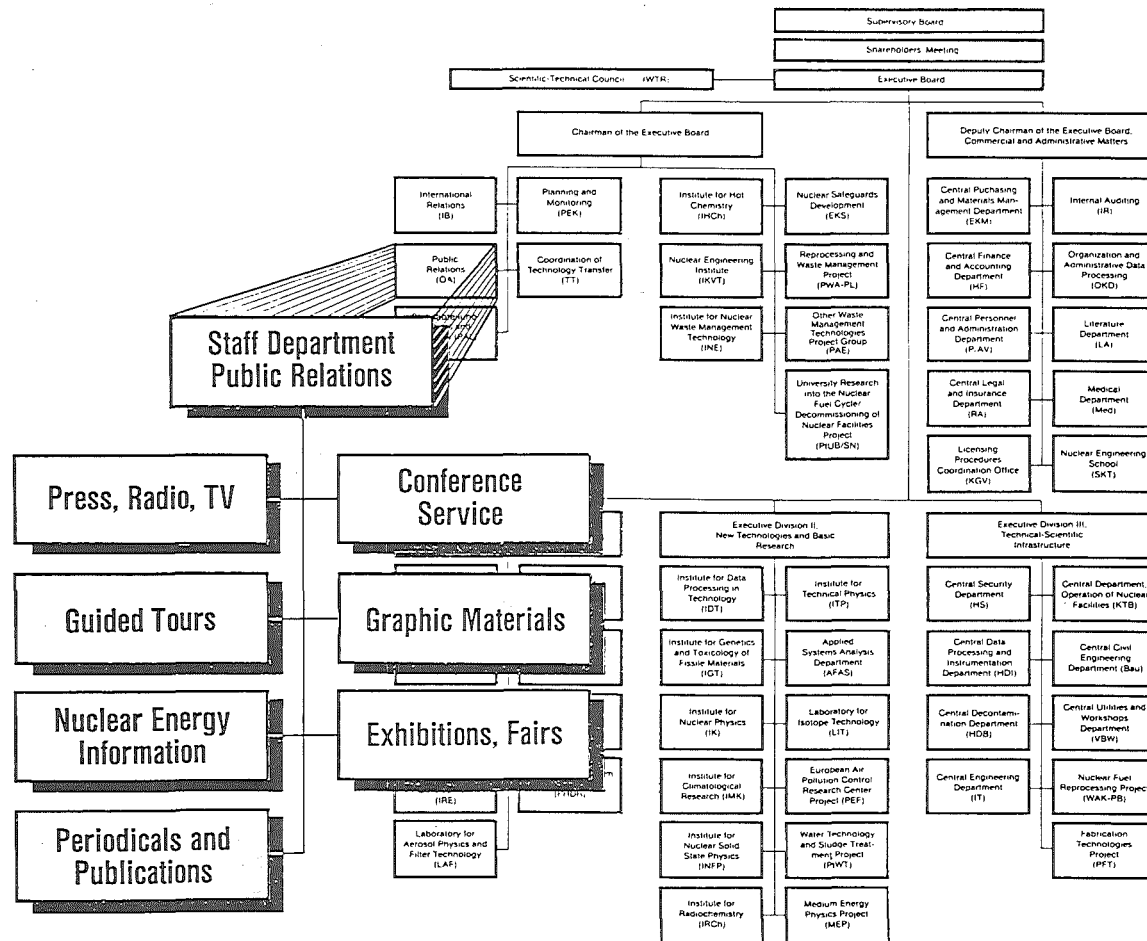 Supervisory Board
Shareholders' Meeting
Scientific-Technical Council (WTR)
Executive Board
Chairman of the Executive Board
Deputy Chairman of the Executive Board,
Commercial and Administrative Matters
International
Relations
(IB)
Planning and
Monitoring
(PEK)
Public
Relations
(ÖA)
Coordination of
Technology Transfer
(TT)
Institute for Hot
Chemistry
(IHCh)
Nuclear Safeguards
Development
(EKS)
Nuclear Engineering
Institute
(IKVT)
Reprocessing and
Waste Management
Project
(PWA-PL)
Institute for Nuclear
Waste Management
Technology
(INE)
Other Waste
Management
Technologies
Project Group
(PAE)
University Research
into the Nuclear
Fuel Cycle/
Decommissioning of
Nuclear Facilities
Project
(PtUB/SN)
Central Puchasing
and Materials Man-
agement Department
(EKM)
Internal Auditing
(IR)
Central Finance
and Accounting
Department
(HF)
Organization and
Administrative Data
Processing
(OKD)
Central Personner
and Administration
Department
(P/AV)
Literature
Department
(LA)
Central Legal
and Insurance
Department
(RA)
Medical
Department
(Med)
Licensing
Procedures
Coordination Office
(KGV)
Nuclear Engineering
School
(SKT)
Staff Department
Public Relations
Press, Radio, TV
Conference
Service
Guided Tours
Graphic Materials
Nuclear Energy
Information
Exhibitions, Fairs
Periodicals and
Publications
(IRE)
Laboratory for
Aerosol Physics and
Filter Technology
(LAF)
Executive Division II,
New Technologies and Basic
Research
Institute for Data
Processing in
Technology
(IDT)
Institute for
Technical Physics
(ITP)
Institute for Genetics
and Toxicology of
Fissile Materials
(IGT)
Applied
Systems Analysis
Department
(AFAS)
Institute for
Nuclear Physics
(IK)
Laboratory for
Isotope Technology
(LIT)
Institute for
Climatological
Research (IMK)
European Air
Pollution Control
Research Center
Project (PEF)
Institute for
Nuclear Solid
State Physics
(INFP)
Water Technology
and Sludge Treat-
ment Project
(PtWT)
Institute for
Radiochemistry
(IRCh)
Medium Energy
Physics Project
(MEP)
Executive Division III,
Technical-Scientific
Infrastructure
Central Security
Department
(HS)
Central Department,
Operation of Nuclear
Facilities (KTB)
Central Data
Processing and
Instrumentation
Department (HDI)
Central Civil
Engineering
Department (Bau)
Central Decontami-
nation Department
(HDB)
Central Utilities and
Workshops
Department
(VBW)
Central Engineering
Department
(IT)
Nuclear Fuel
Reprocessing Project
(WAK-PB)
Fabrication
Technologies
Project
(PFT)